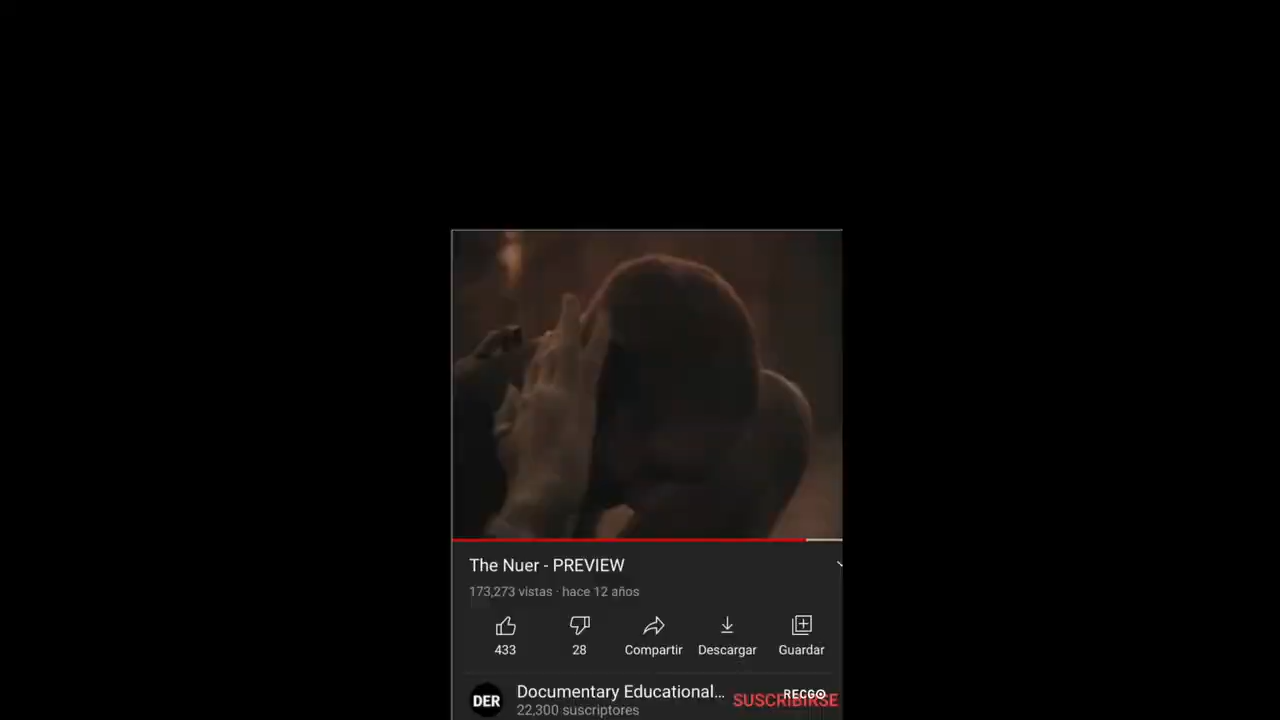 The Nuer - PREVIEW
173,273 vistas · hace 12 años
433
28
Compartir
Descargar
Guardar
DER
Documentary Educational...
SUSCRIBIRSE
RECGO
22,300 suscriptores